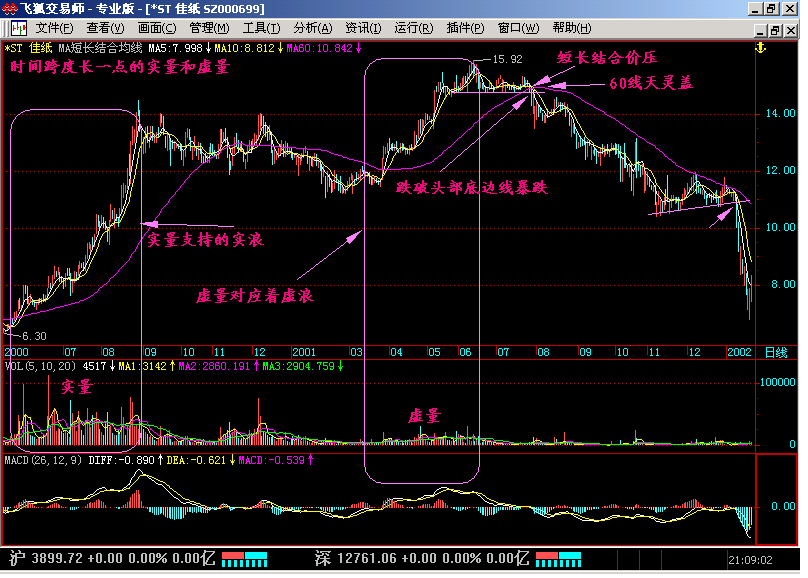 飞狐交易师 - 专业版 - [*ST 佳纸 SZ000699]
文件(F) 查看(V) 画面(C) 管理(M) 工具(T) 分析(A) 资讯(I) 运行(R) 插件(P) 窗口(W) 帮助(H)
*ST 佳纸 MA短长结合均线 MA5:7.998↓MA10:8.812↓MA60:10.842↓
时间跨度长一点的实量和虚量
15.92
短长结合价压
60线天灵盖
14.00
12.00
跌破头部底边线暴跌
10.00
实量支持的实浪
虚量对应着虚浪
8.00
6.30
2000 07 08 09 10 11 12 2001 03 04 05 06 07 08 09 10 11 12 2002 日线
VOL(5,10,20) 4517↓MA1:3142↑MA2:2860.191↑MA3:2904.759↓
实量
100000
虚量
0
MACD(26,12,9) DIFF:-0.890↑DEA:-0.621↓MACD:-0.539↑
0.00
沪 3899.72 +0.00 0.00% 0.00亿 深 12761.06 +0.00 0.00% 0.00亿 21:09:02